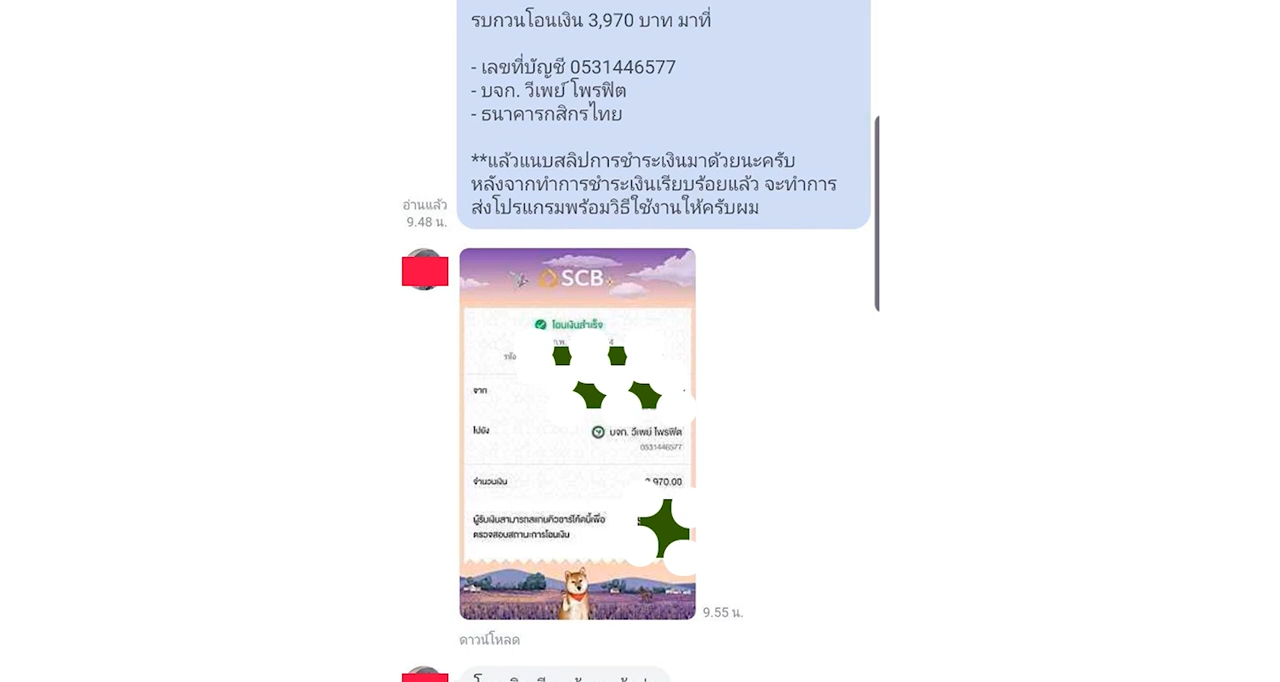 รบกวนโอนเงิน 3,970 บาท มาที่
- เลขที่บัญชี 0531446577
- บจก. วีเพย์ โพรฟิต
- ธนาคารกสิกรไทย
**แล้วแนบสลิปการชำระเงินมาด้วยนะครับ
หลังจากทำการชำระเงินเรียบร้อยแล้ว จะทำการ
ส่งโปรแกรมพร้อมวิธีใช้งานให้ครับผม
อ่านแล้ว
9.48 น.
SCB
โอนเงินสำเร็จ
ก.พ. 4
รหัส
จาก
ไปยัง บจก. วีเพย์ โพรฟิต
0531446577
จำนวนเงิน 970.00
ผู้รับเงินสามารถสแกนคิวอาร์โค้ดนี้เพื่อ
ตรวจสอบสถานะการโอนเงิน
9.55 น.
ดาวน์โหลด